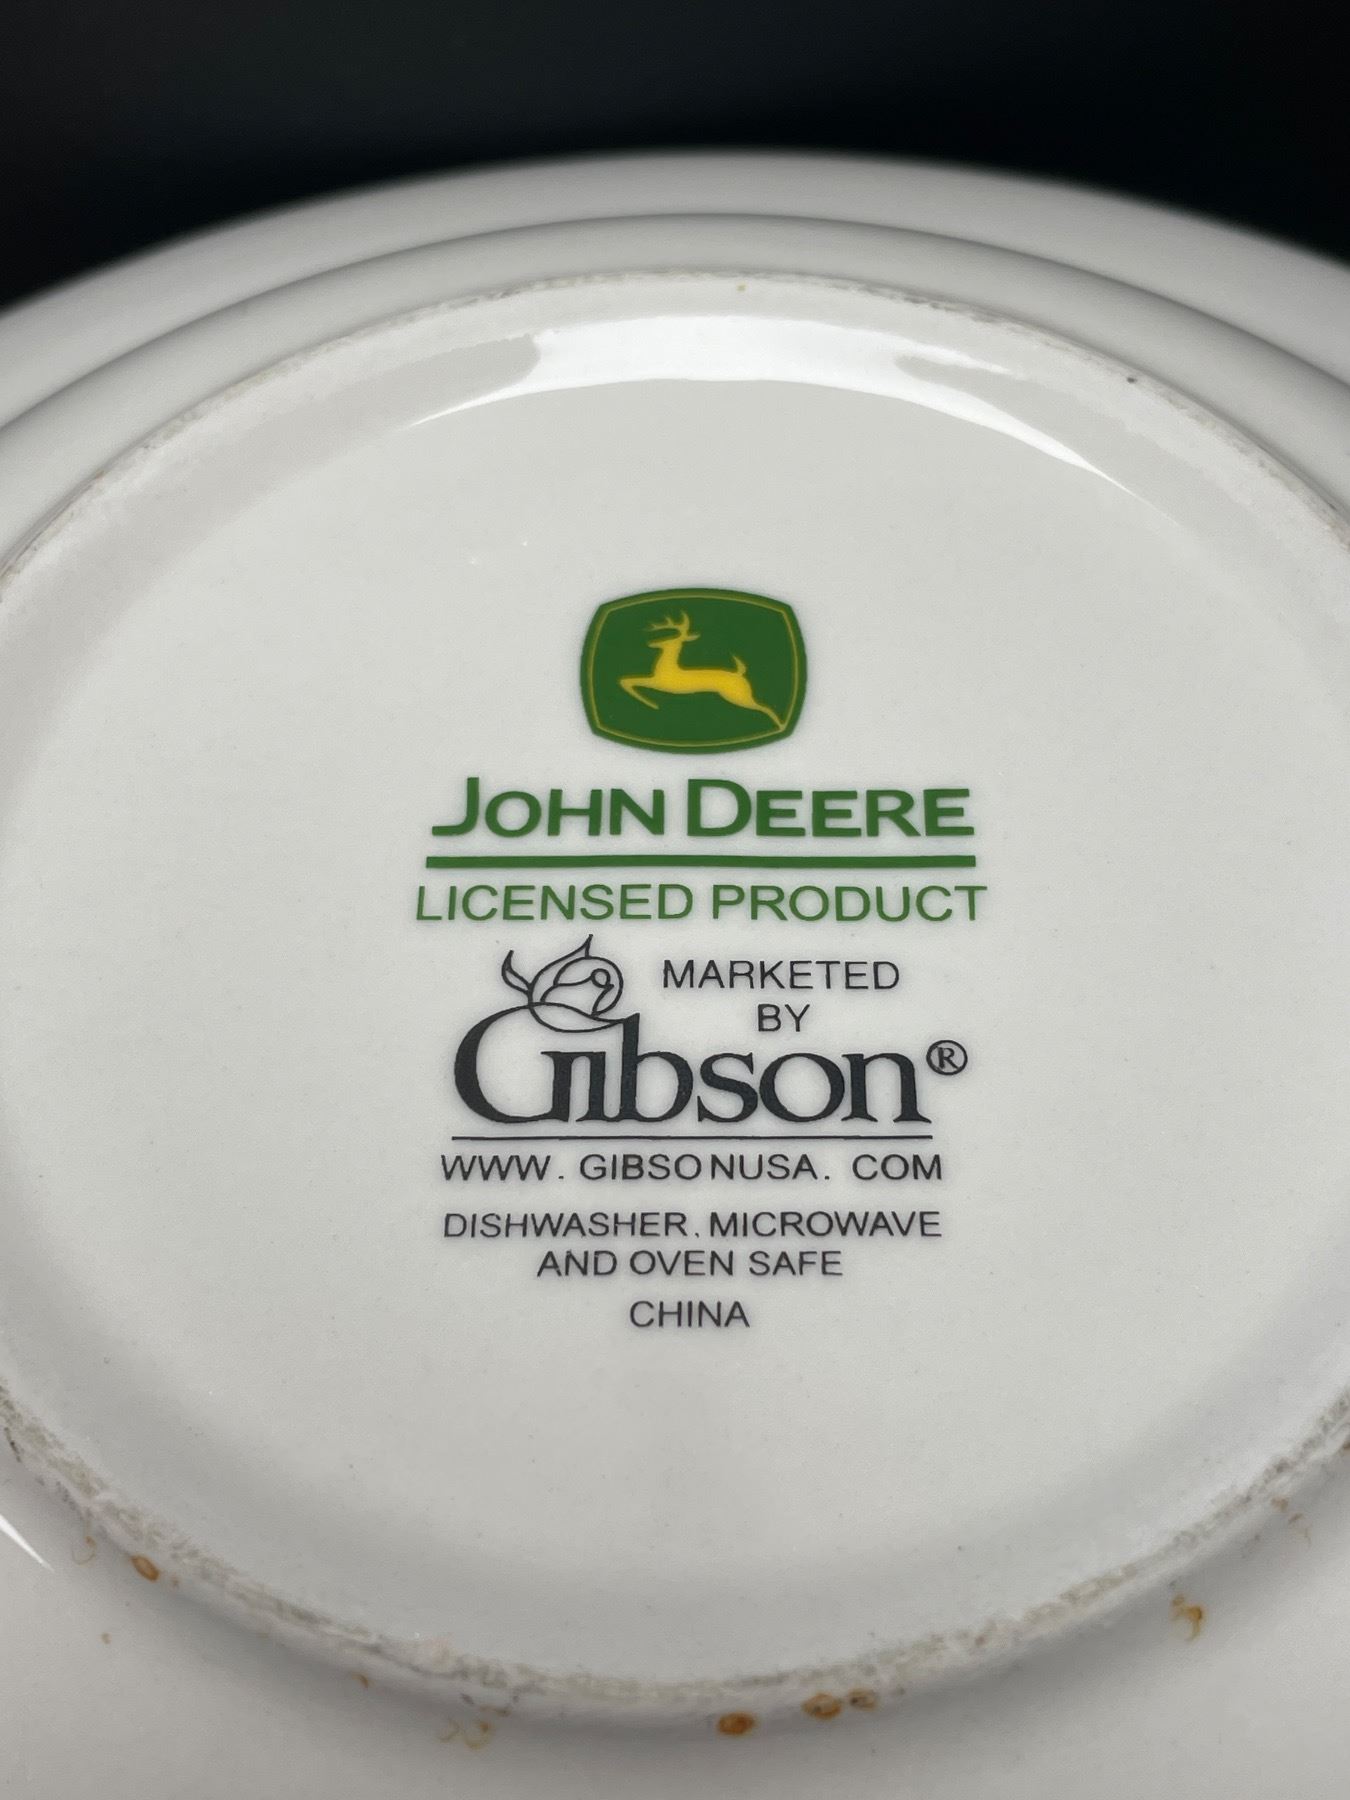 JOHN DEERE
LICENSED PRODUCT
MARKETED
BY
Gibson®
WWW. GIBSONUSA. COM
DISHWASHER, MICROWAVE
AND OVEN SAFE
CHINA